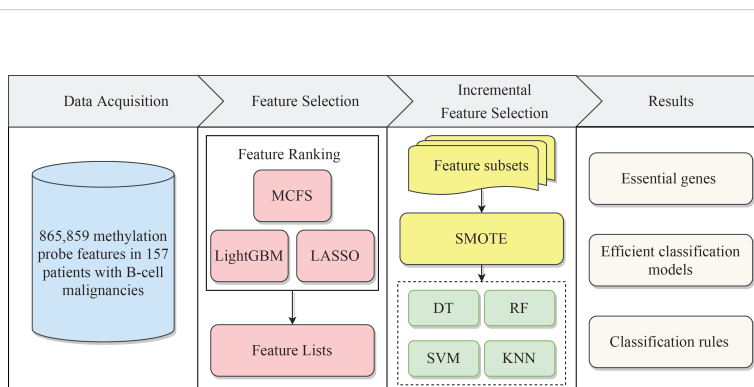 Data Acquisition
Feature Selection
Incremental
Feature Selection
Results
865,859 methylation
probe features in 157
patients with B-cell
malignancies
Feature Ranking
MCFS
LightGBM
LASSO
Feature Lists
Feature subsets
SMOTE
DT
RF
SVM
KNN
Essential genes
Efficient classification
models
Classification rules